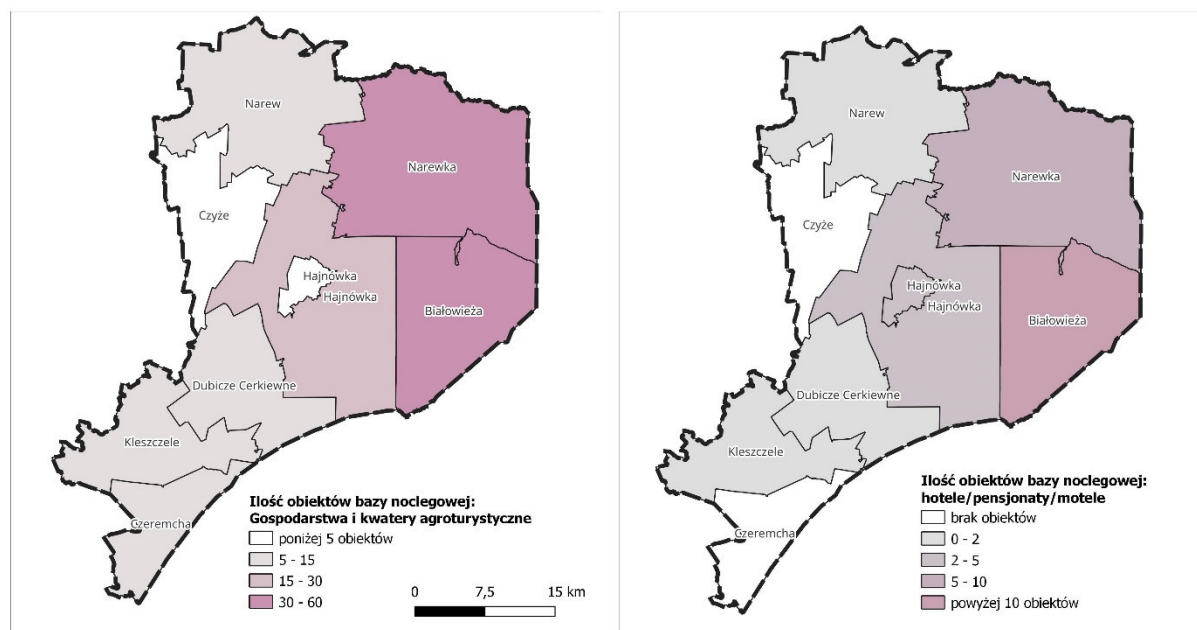 Narew
Narewka
Czyże
Hajnówka
Hajnówka
Białowieża
Dubicze Cerkiewne
Kleszczele
Czeremcha
Ilość obiektów bazy noclegowej:
Gospodarstwa i kwatery agroturystyczne
poniżej 5 obiektów
5 - 15
15 - 30
30 - 60
0 7,5 15 km
Narew
Narewka
Czyże
Hajnówka
Hajnówka
Białowieża
Dubicze Cerkiewne
Kleszczele
Czeremcha
Ilość obiektów bazy noclegowej:
hotele/pensjonaty/motele
brak obiektów
0 - 2
2 - 5
5 - 10
powyżej 10 obiektów